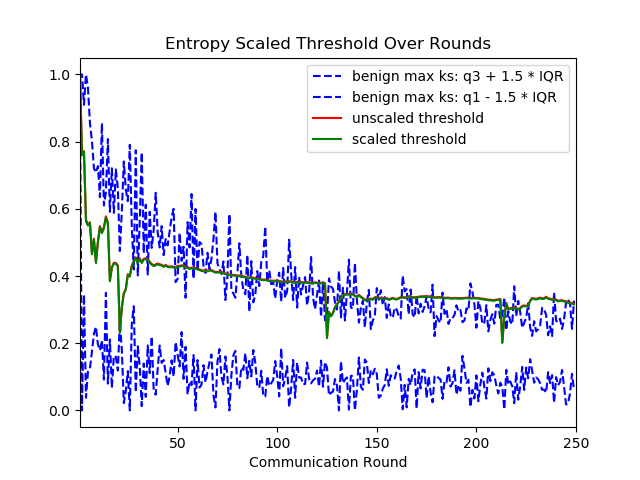 Entropy Scaled Threshold Over Rounds
benign max ks: q3 + 1.5 * IQR
benign max ks: q1 - 1.5 * IQR
unscaled threshold
scaled threshold
1.0
0.8
0.6
0.4
0.2
0.0
50 100 150 200 250
Communication Round